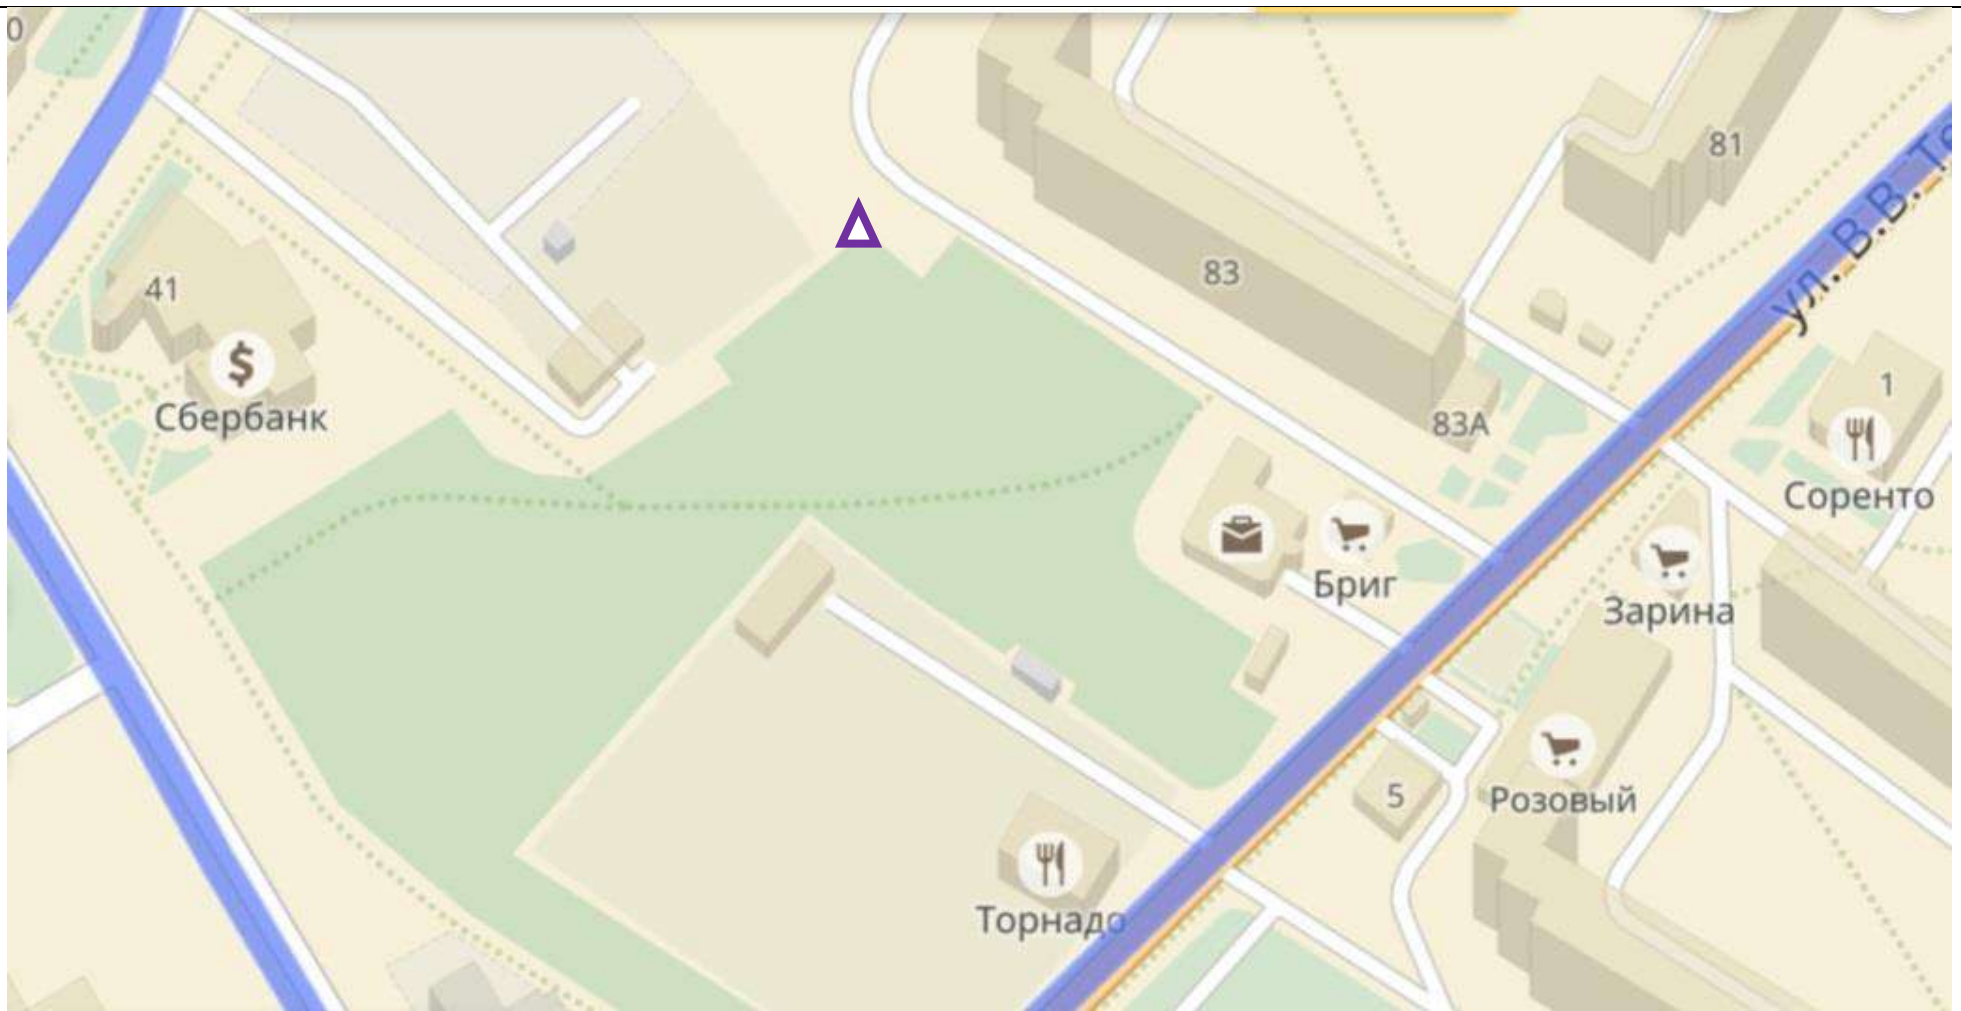 0
81
ул. В.В. Те
41
83
1
Сбербанк
83А
Соренто
Бриг
Зарина
5
Розовый
Торнадо